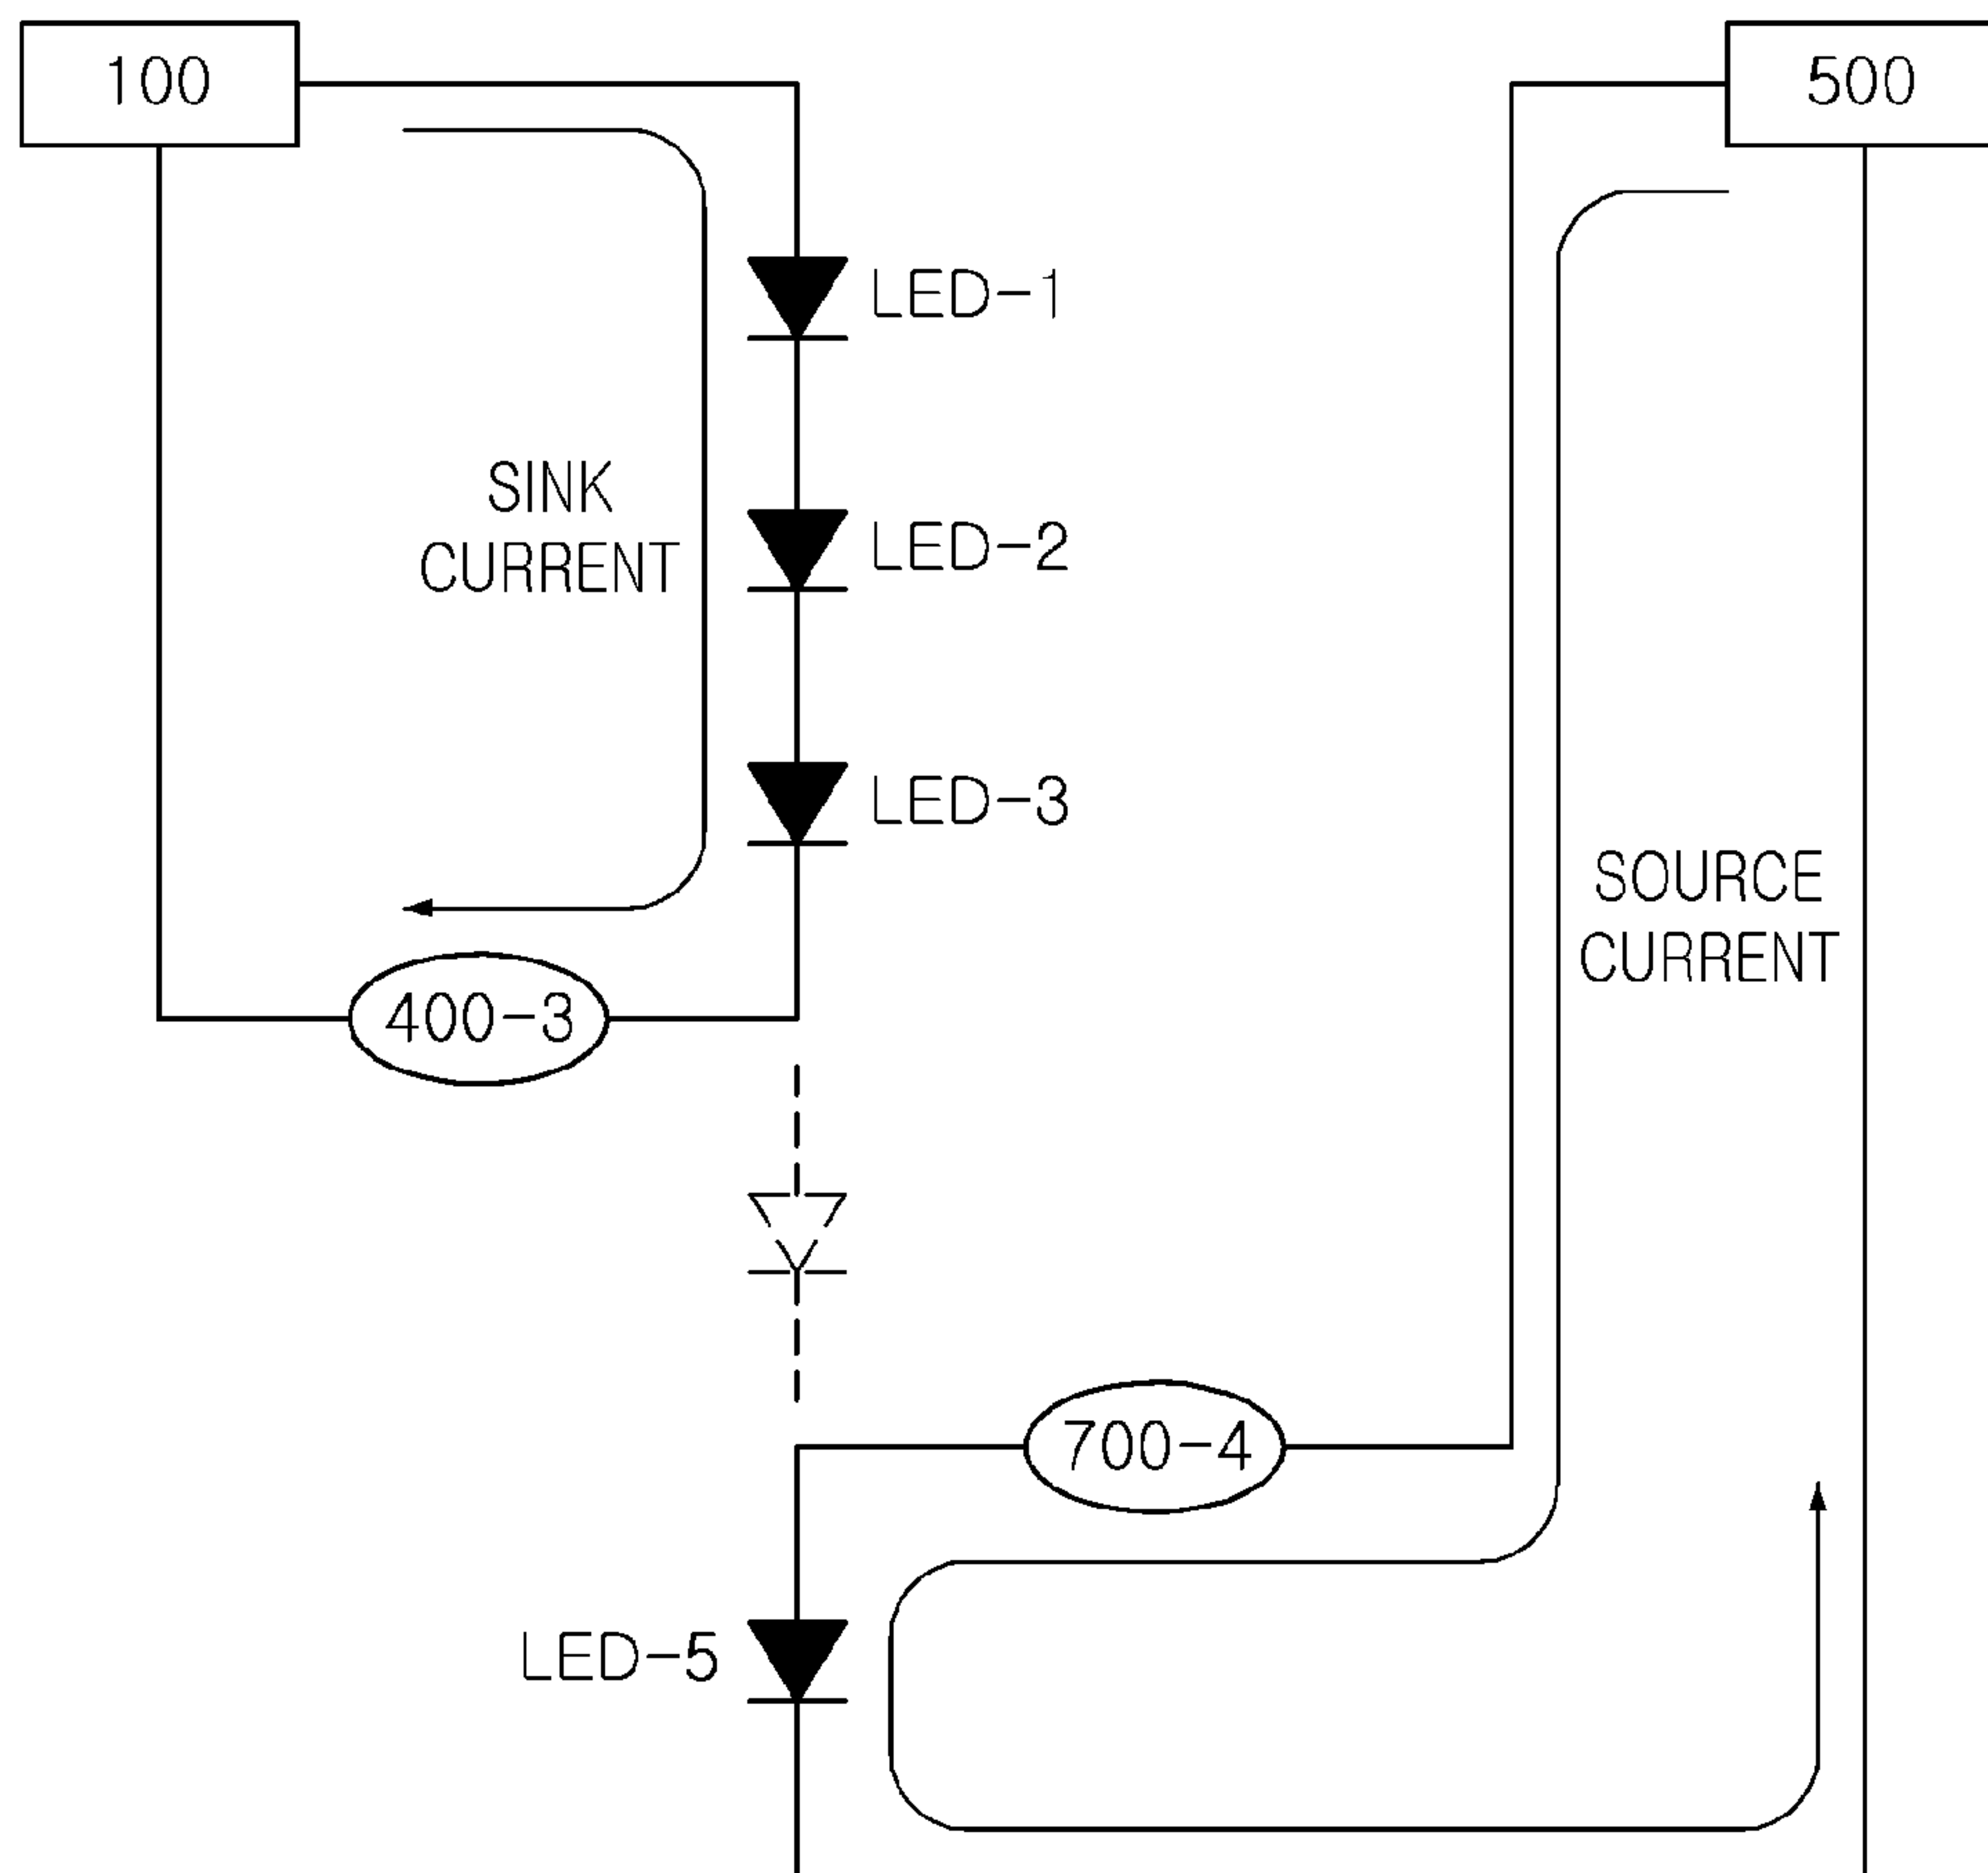 100
500
LED-1
SINK
CURRENT
LED-2
LED-3
SOURCE
CURRENT
400-3
700-4
LED-5